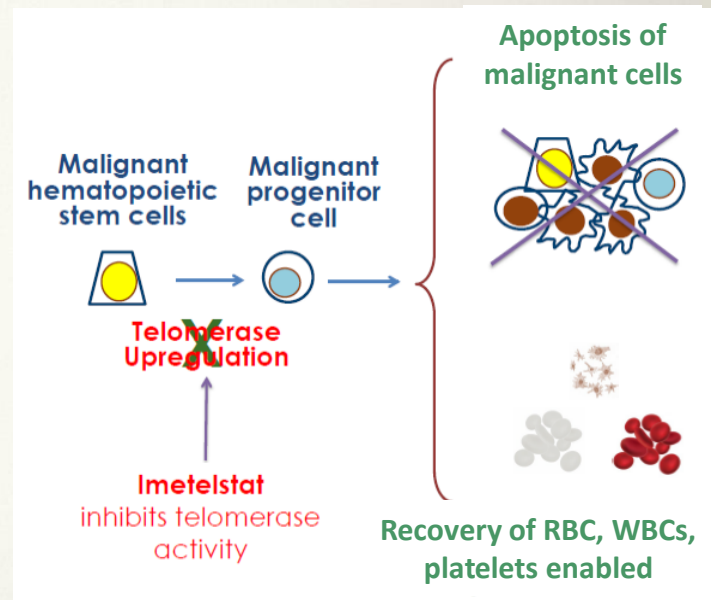 Apoptosis of
malignant cells
Malignant
hematopoietic
stem cells
Malignant
progenitor
cell
Telomerase
Upregulation
X
Imetelstat
inhibits telomerase
activity
Recovery of RBC, WBCs,
platelets enabled